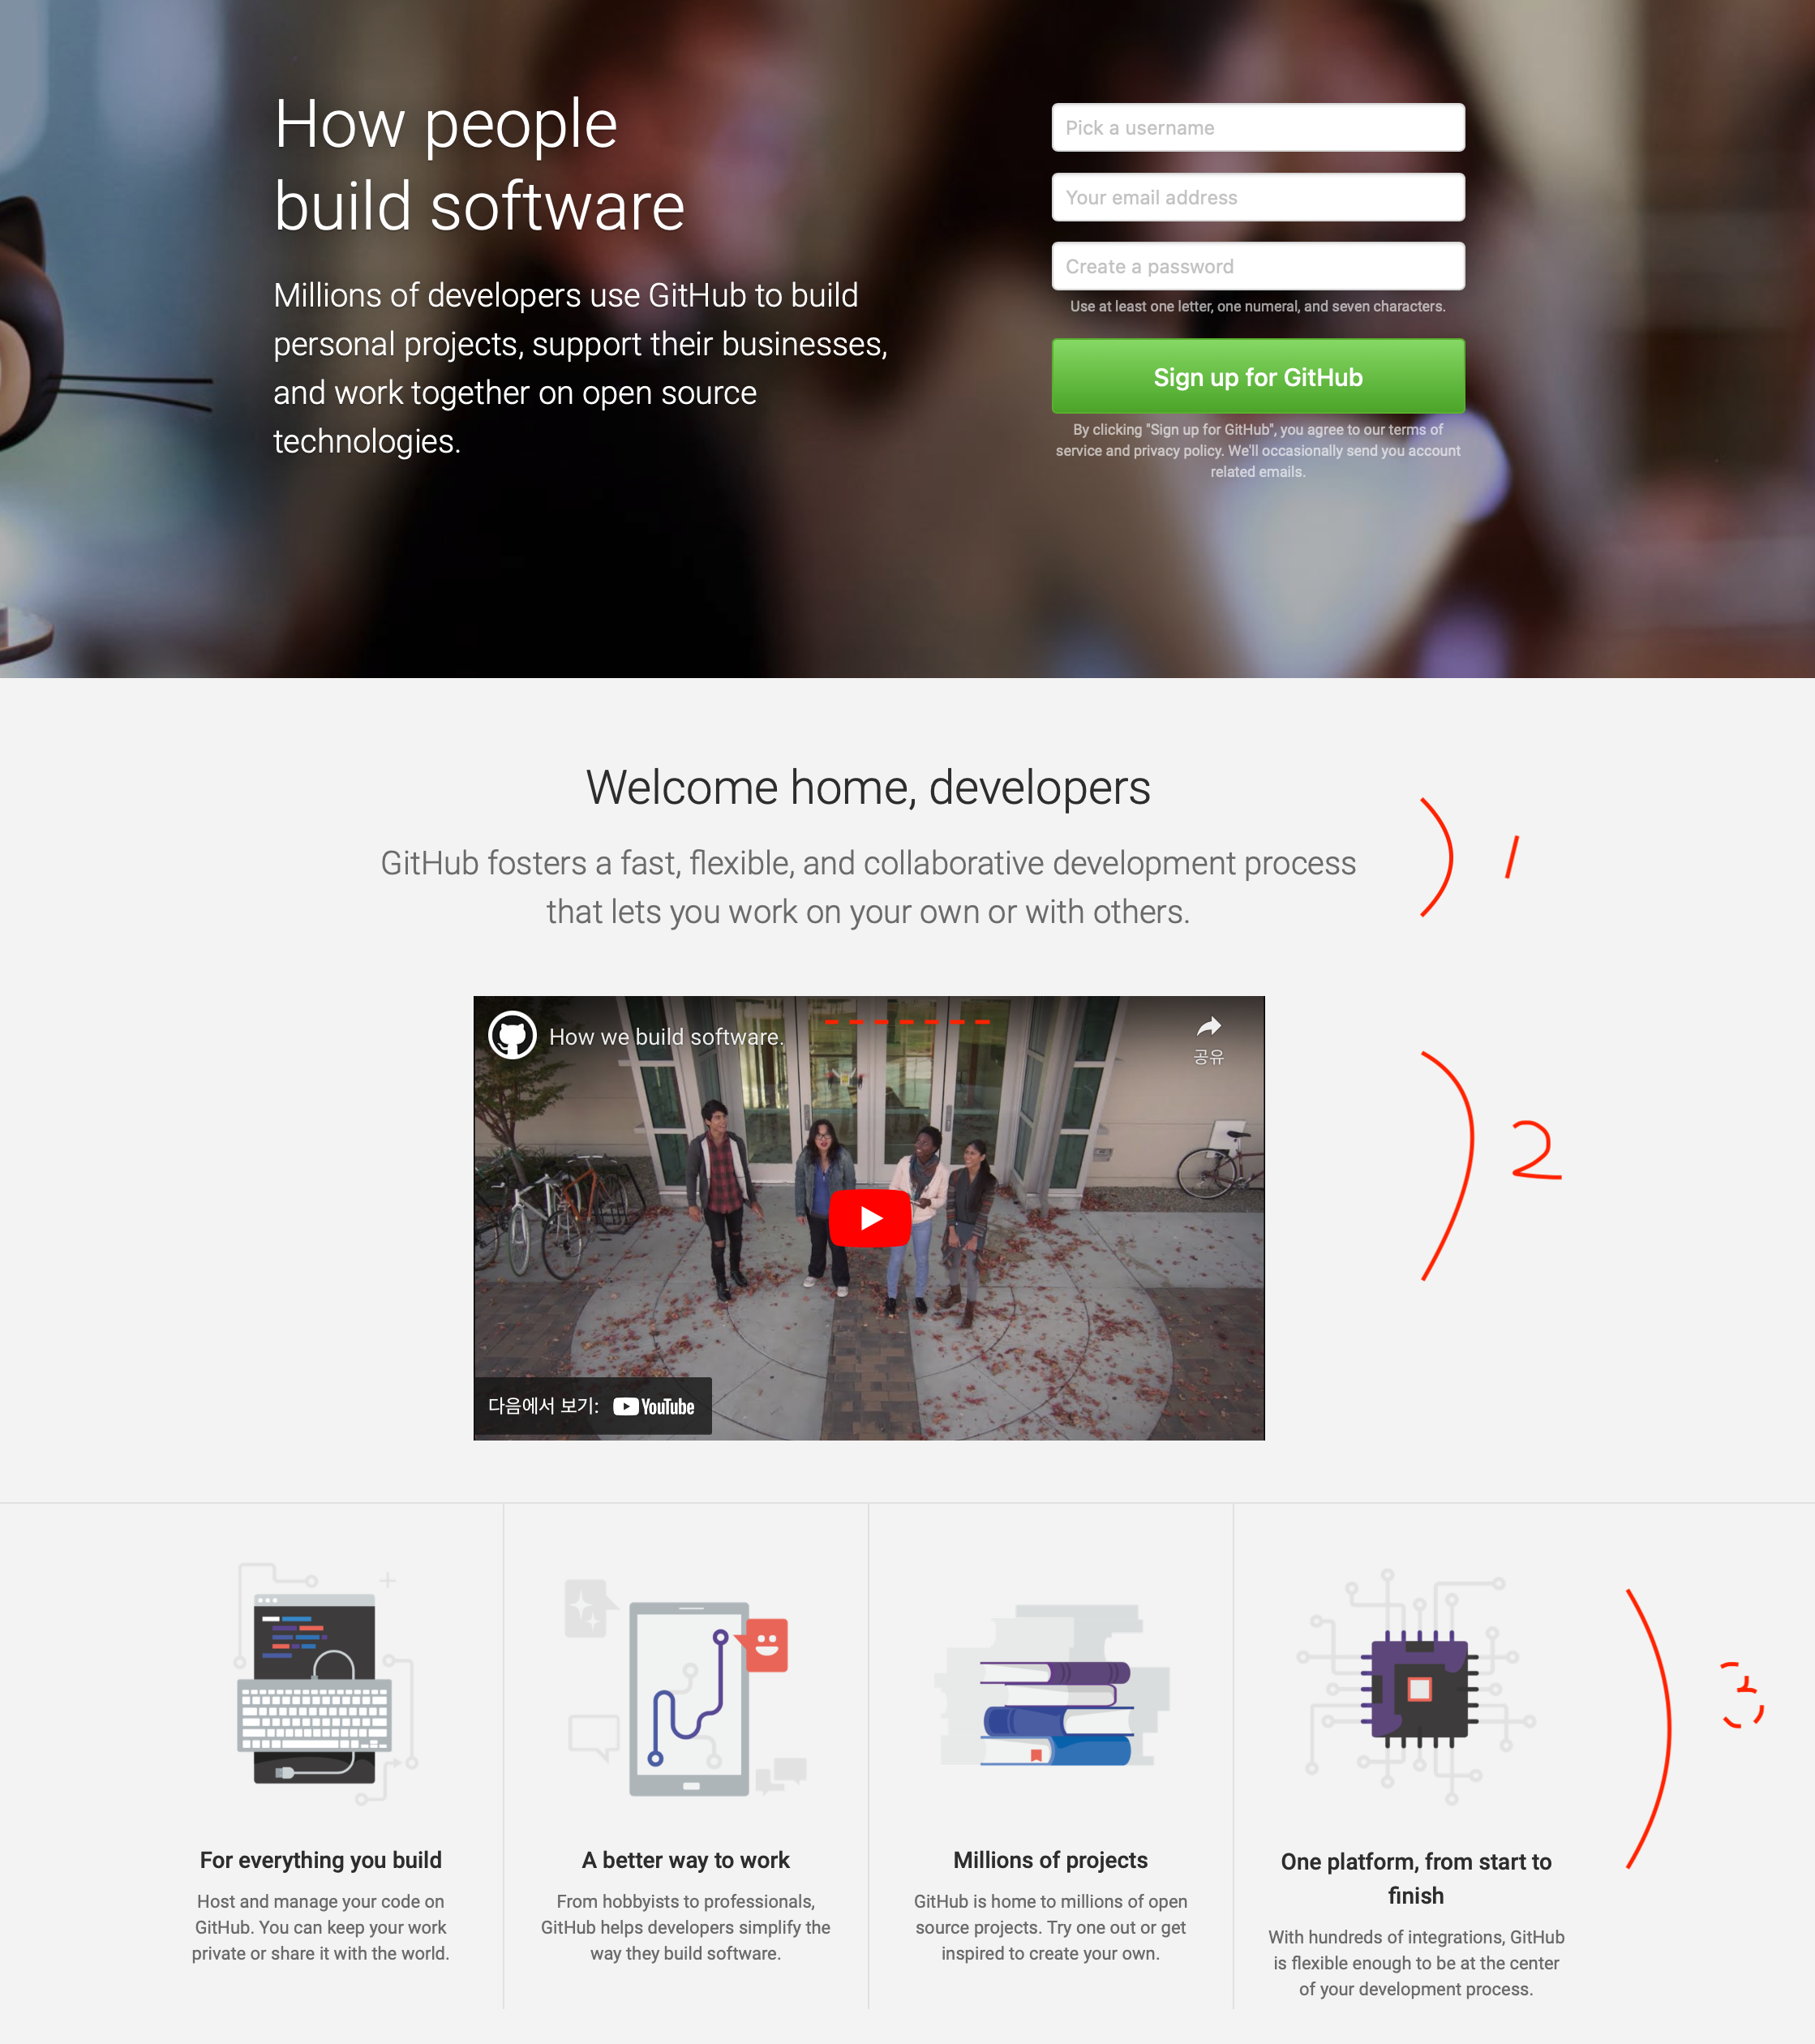 How people
build software
Millions of developers use GitHub to build
personal projects, support their businesses,
and work together on open source
technologies.
Pick a username
Your email address
Create a password
Use at least one letter, one numeral, and seven characters.
Sign up for GitHub
By clicking "Sign up for GitHub", you agree to our terms of
service and privacy policy. We'll occasionally send you account
related emails.
Welcome home, developers
GitHub fosters a fast, flexible, and collaborative development process
that lets you work on your own or with others.
1
How we build software.
공유
2
다음에서 보기: YouTube
3
For everything you build
Host and manage your code on
GitHub. You can keep your work
private or share it with the world.
A better way to work
From hobbyists to professionals,
GitHub helps developers simplify the
way they build software.
Millions of projects
GitHub is home to millions of open
source projects. Try one out or get
inspired to create your own.
One platform, from start to
finish
With hundreds of integrations, GitHub
is flexible enough to be at the center
of your development process.